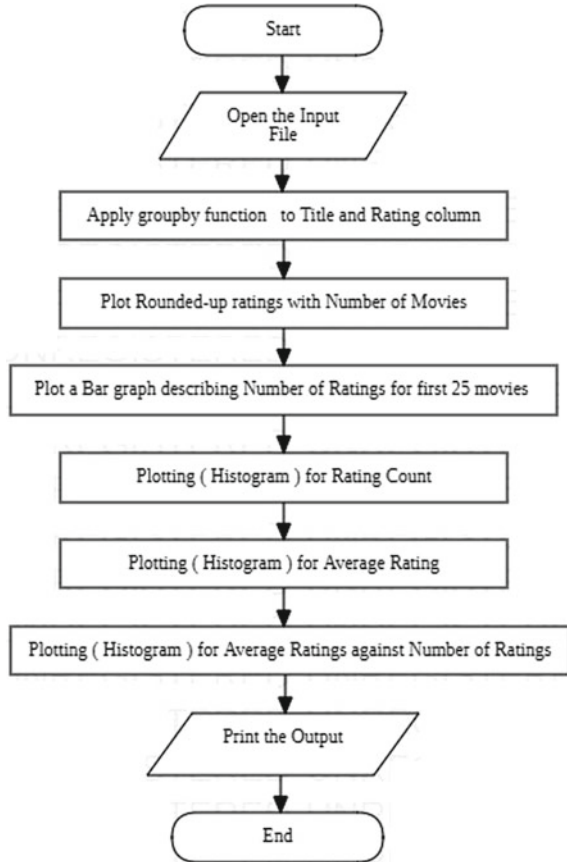 Start
Open the Input
File
Apply groupby function to Title and Rating column
Plot Rounded-up ratings with Number of Movies
Plot a Bar graph describing Number of Ratings for first 25 movies
Plotting ( Histogram ) for Rating Count
Plotting ( Histogram ) for Average Rating
Plotting ( Histogram ) for Average Ratings against Number of Ratings
Print the Output
End